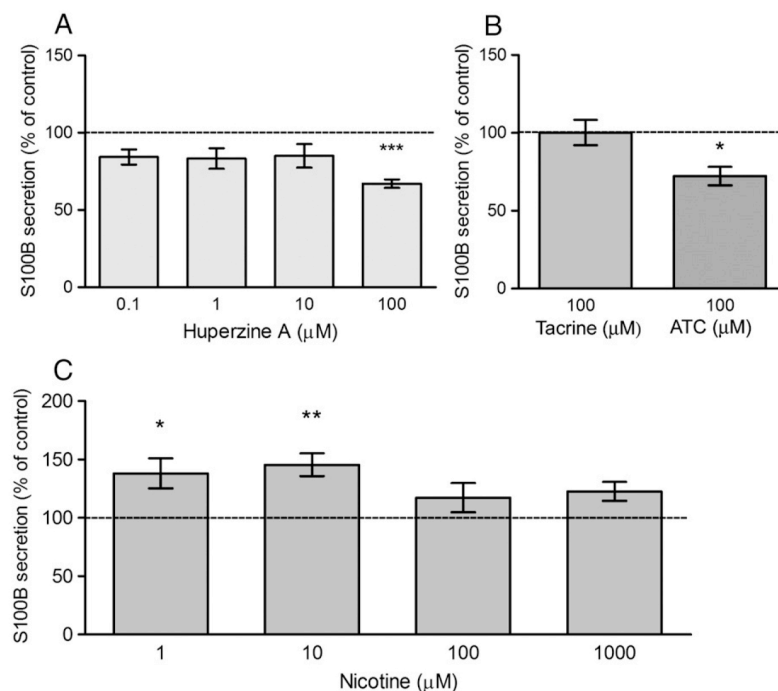 A
S100B secretion (% of control)
150
100
50
0
***
0.1 1 10 100
Huperzine A (μM)
B
S100B secretion (% of control)
150
100
50
0
*
100 100
Tacrine (μM) ATC (μM)
C
S100B secretion (% of control)
200
150
100
50
0
* **
1 10 100 1000
Nicotine (μM)